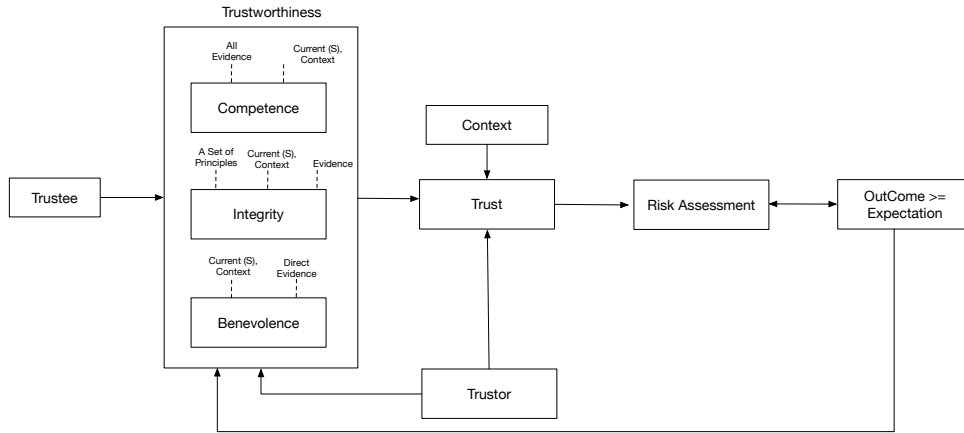 Trustworthiness
All
Evidence
Current (S),
Context
Competence
A Set of
Principles
Current (S),
Context
Evidence
Integrity
Current (S),
Context
Direct
Evidence
Benevolence
Trustee
Context
Trust
Trustor
Risk Assessment
OutCome >=
Expectation